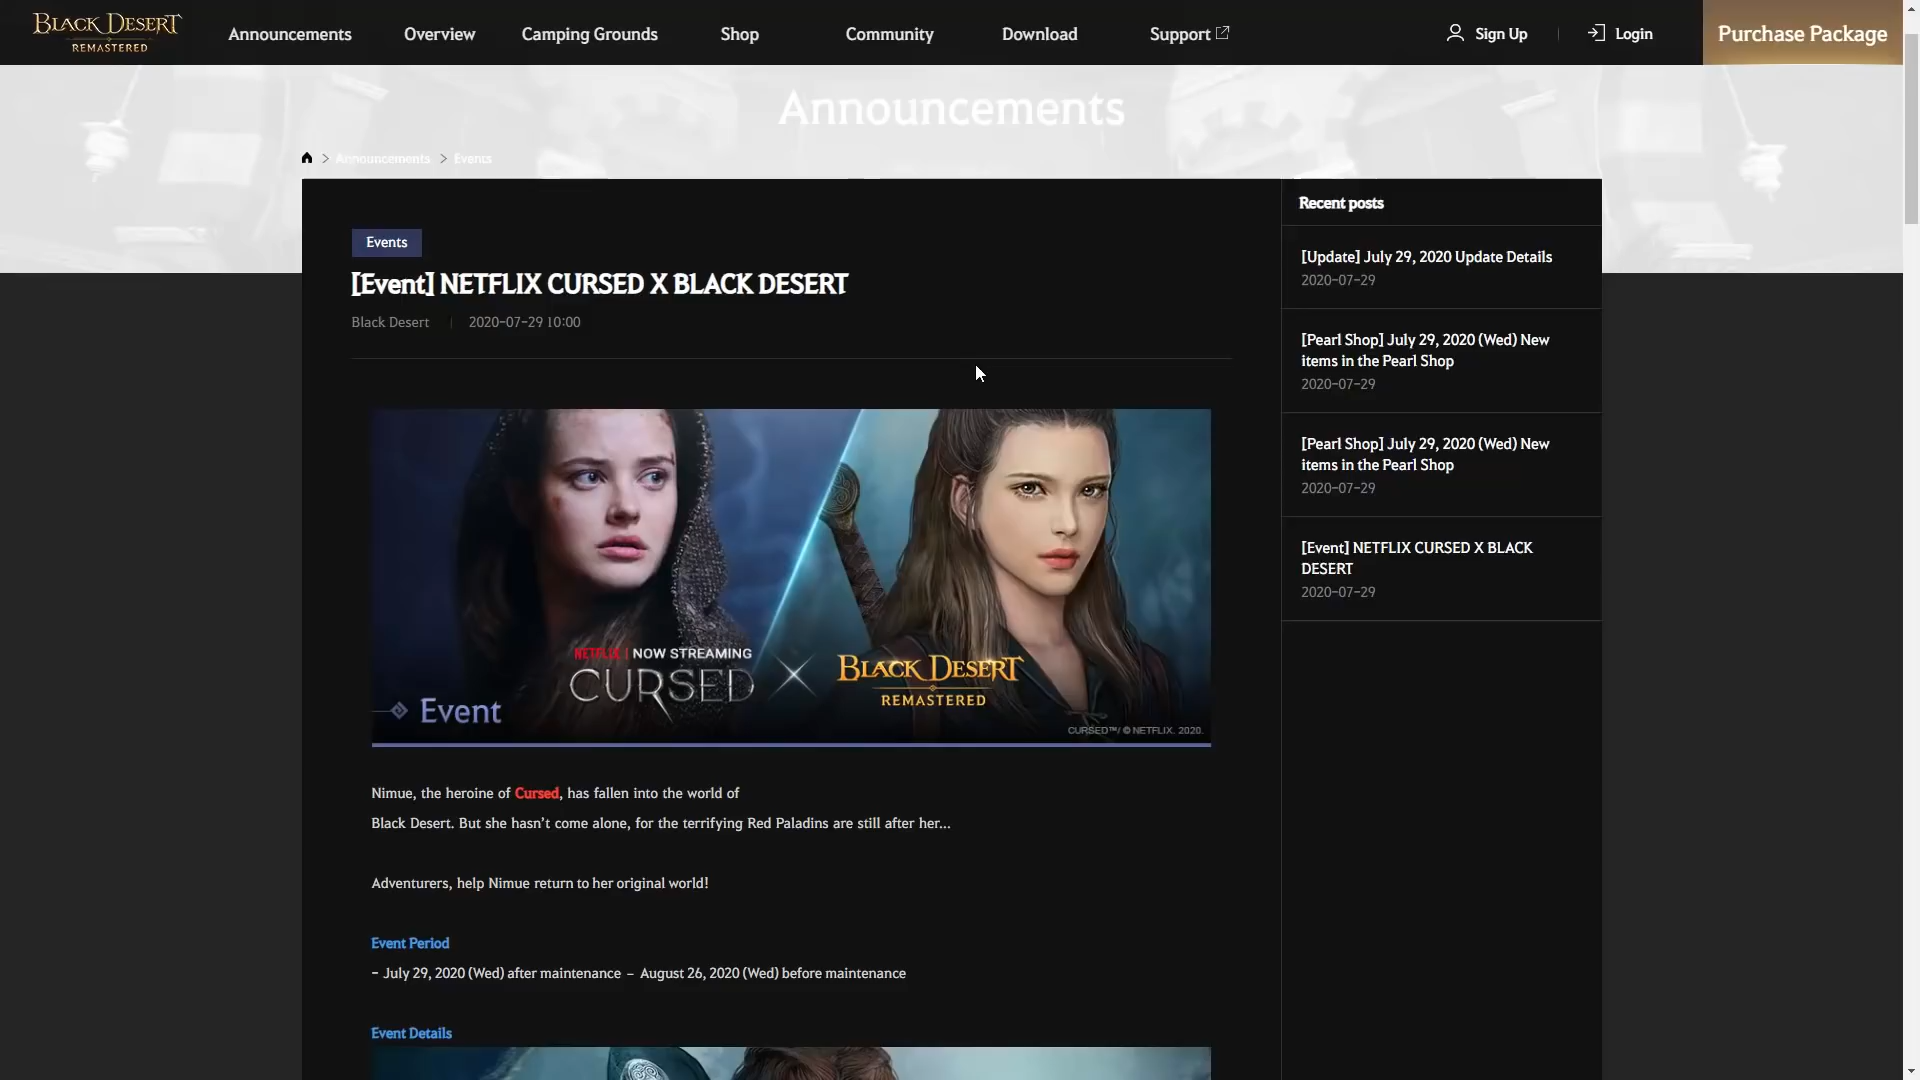 BLACK DESERT
REMASTERED
Announcements
Overview
Camping Grounds
Shop
Community
Download
Support
Sign Up
Login
Purchase Package
Announcements
> Announcements > Events
Events
[Event] NETFLIX CURSED X BLACK DESERT
Black Desert | 2020-07-29 10:00
NETFLIX | NOW STREAMING
CURSED
BLACK DESERT
REMASTERED
Event
CURSED™/ © NETFLIX. 2020.
Nimue, the heroine of Cursed, has fallen into the world of
Black Desert. But she hasn't come alone, for the terrifying Red Paladins are still after her...
Adventurers, help Nimue return to her original world!
Event Period
- July 29, 2020 (Wed) after maintenance – August 26, 2020 (Wed) before maintenance
Event Details
Recent posts
[Update] July 29, 2020 Update Details
2020-07-29
[Pearl Shop] July 29, 2020 (Wed) New
items in the Pearl Shop
2020-07-29
[Pearl Shop] July 29, 2020 (Wed) New
items in the Pearl Shop
2020-07-29
[Event] NETFLIX CURSED X BLACK
DESERT
2020-07-29